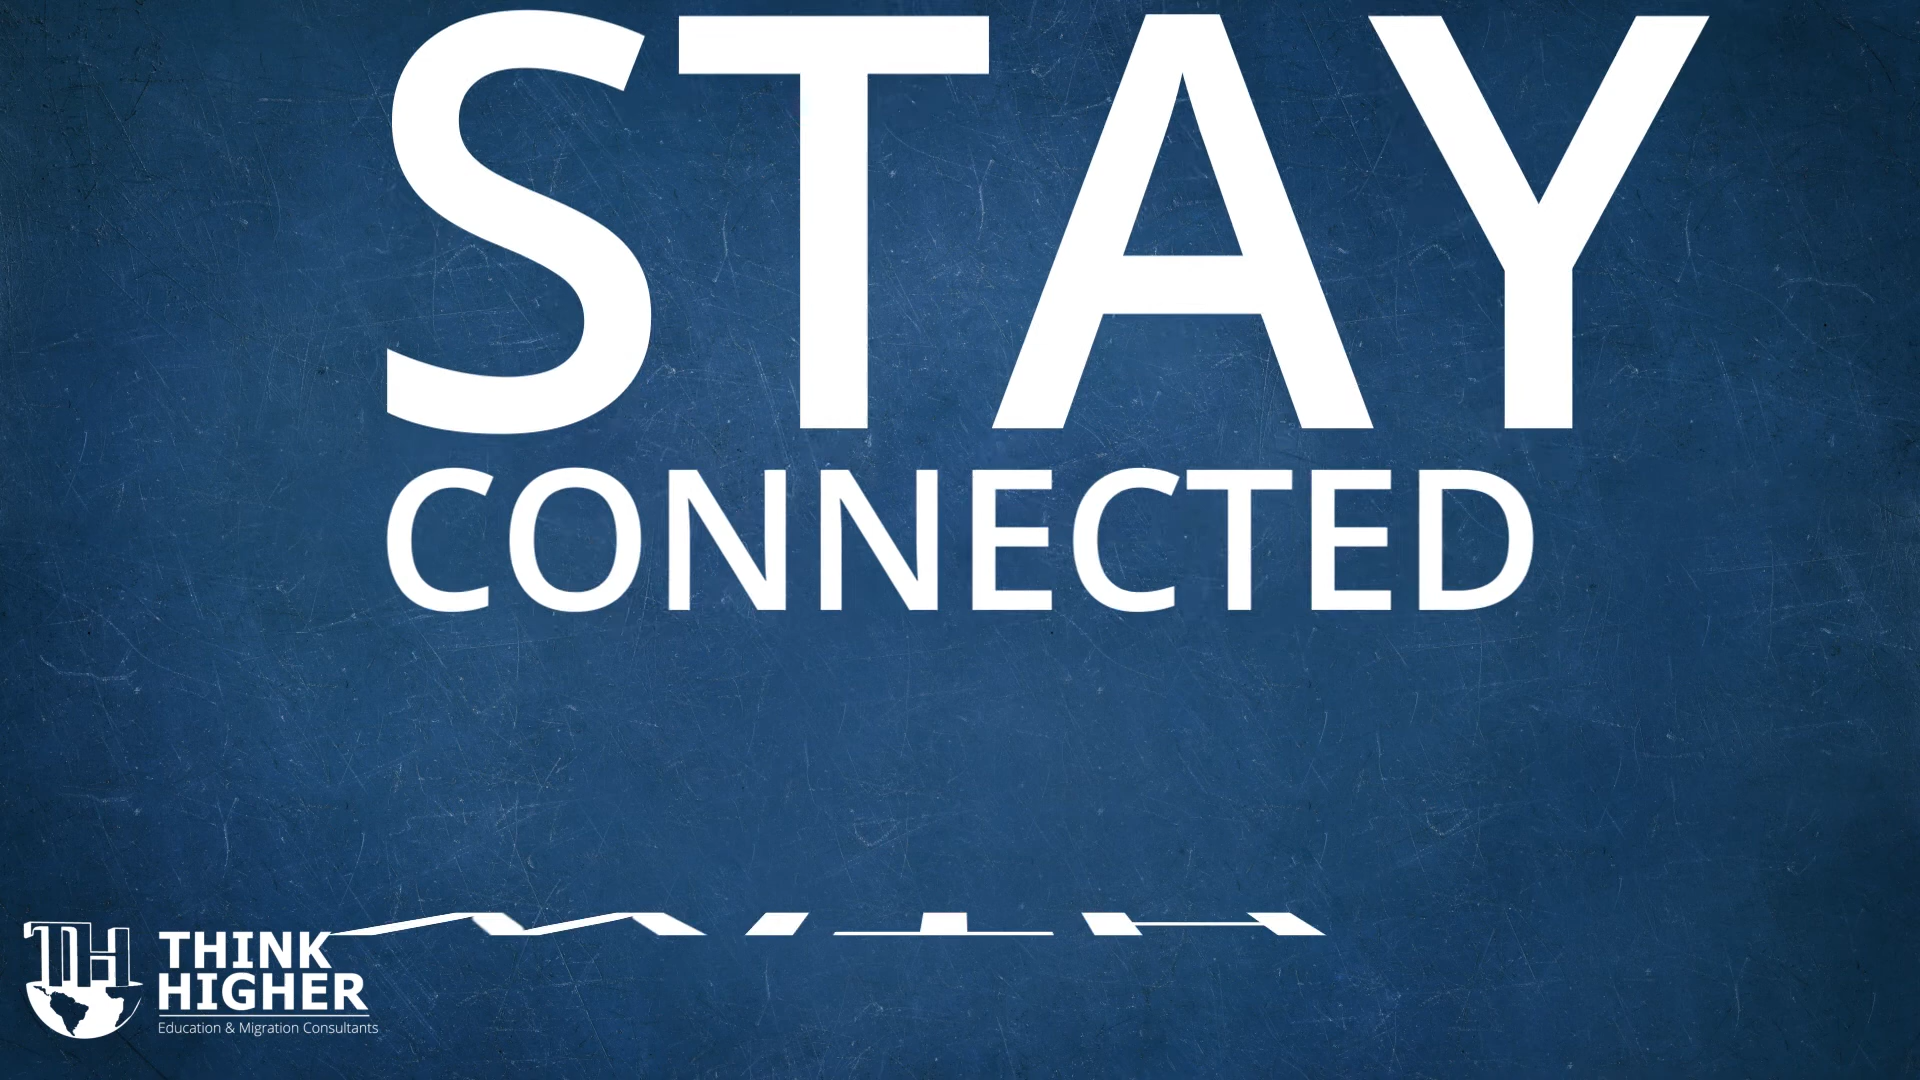 STAY
CONNECTED
THINK
HIGHER
Education & Migration Consultants